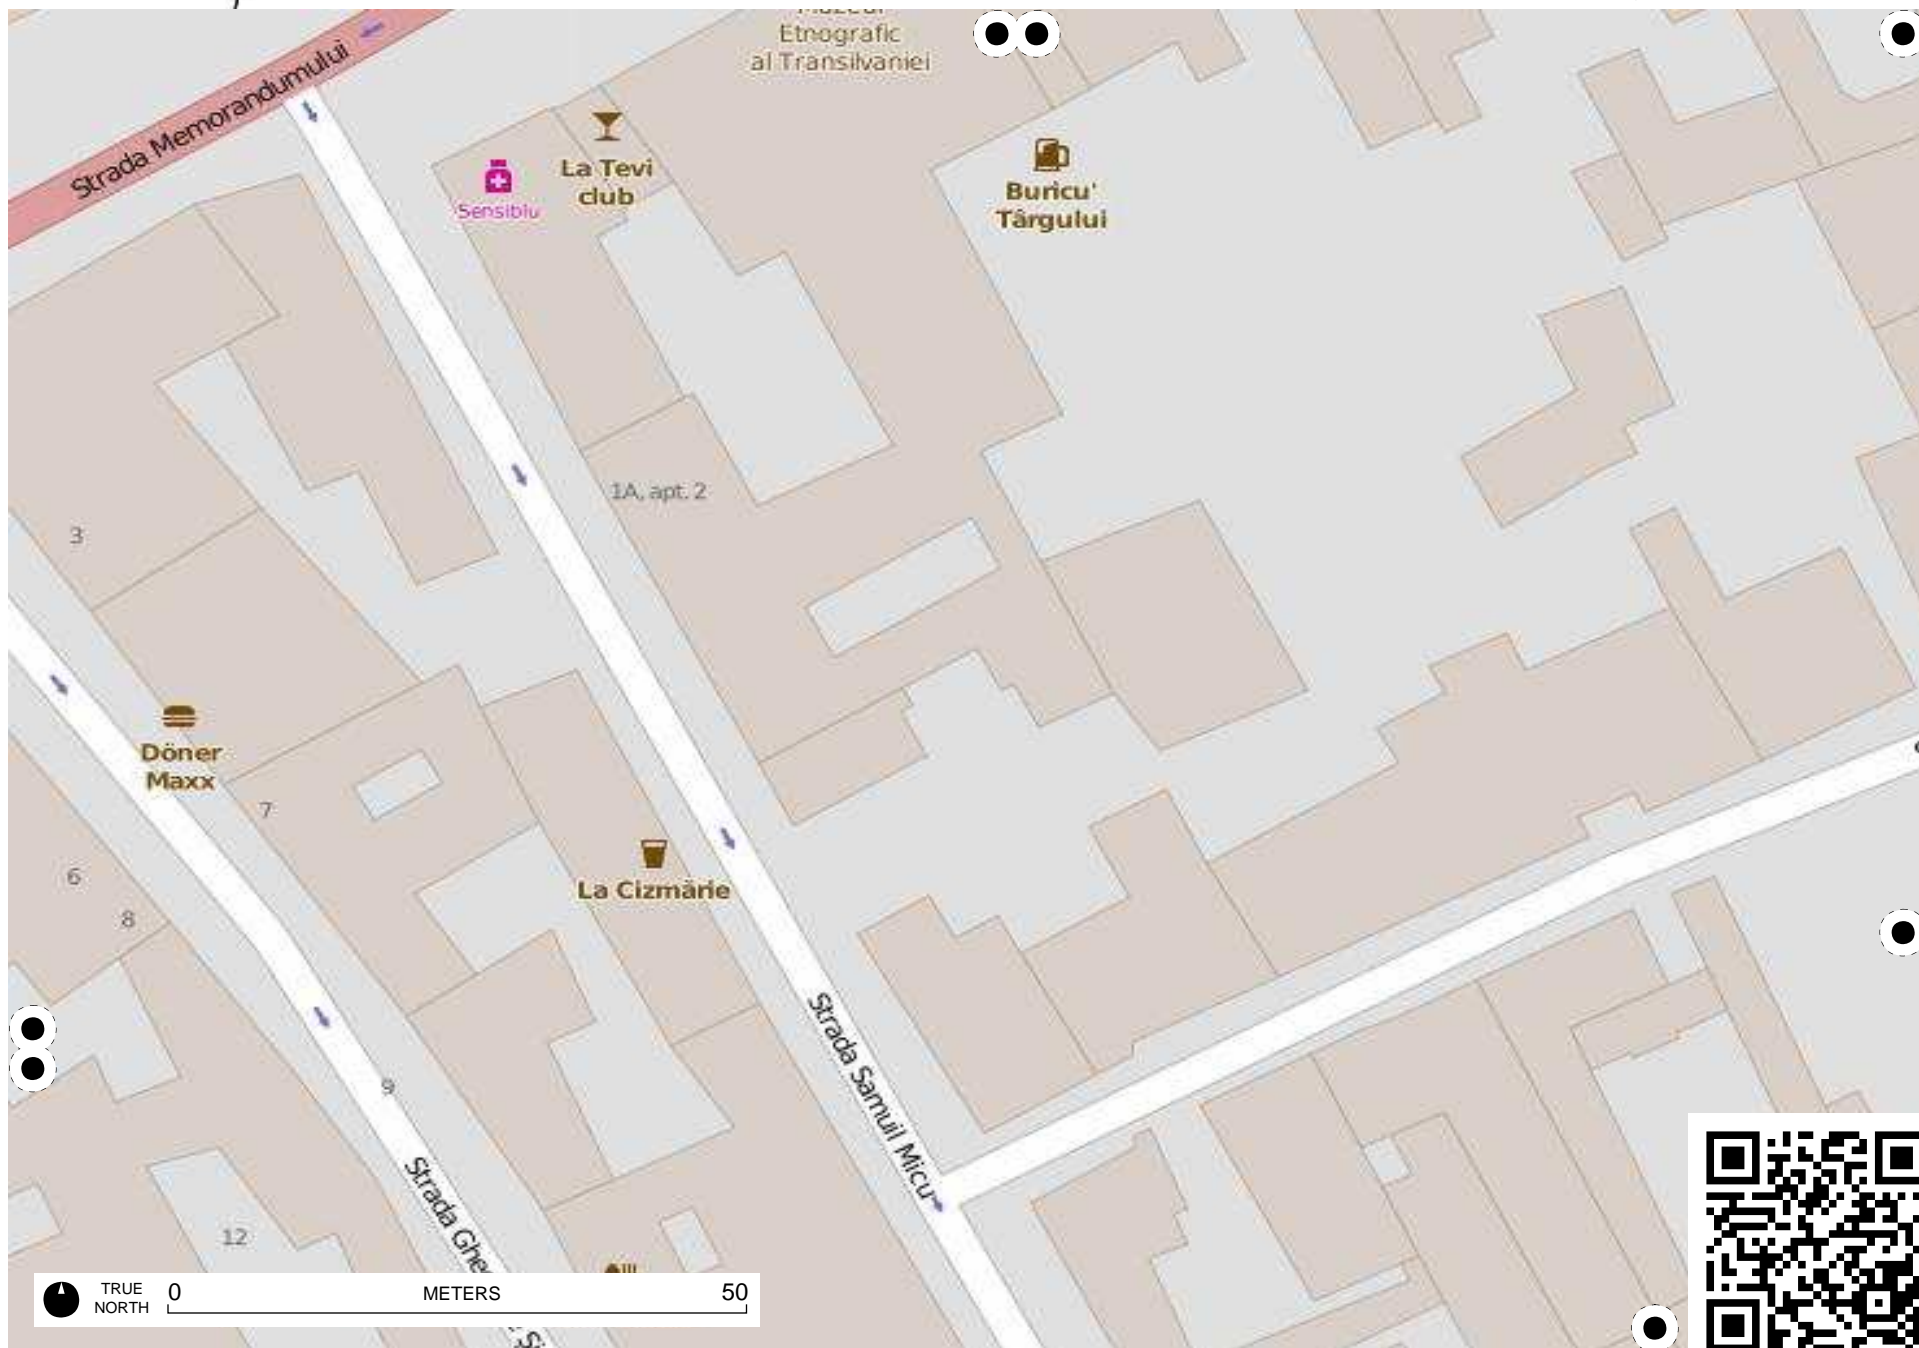 Etnografic
al Transilvaniei
Strada Memorandumului
La Tevi
club
Sensiblu
Buricu'
Târgului
1A, apt. 2
3
Döner
Maxx
7
6
8
La Cizmărie
Strada Samuil Micu
9
12
TRUE
NORTH
0
METERS
50